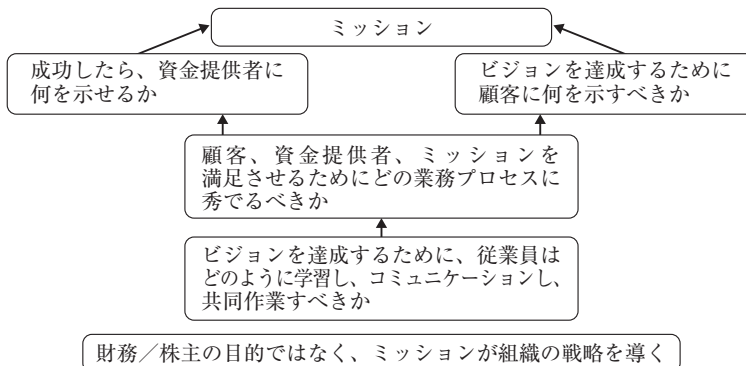 ミッション
成功したら、資金提供者に
何を示せるか
ビジョンを達成するために
顧客に何を示すべきか
顧客、資金提供者、ミッションを
満足させるためにどの業務プロセスに
秀でるべきか
ビジョンを達成するために、従業員は
どのように学習し、コミュニケーションし、
共同作業すべきか
財務／株主の目的ではなく、ミッションが組織の戦略を導く